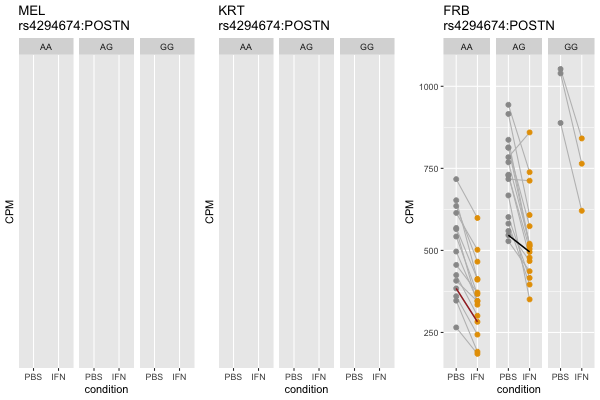 MEL
rs4294674:POSTN
KRT
rs4294674:POSTN
FRB
rs4294674:POSTN
AA AG GG
AA AG GG
AA AG GG
CPM
CPM
CPM
1000
750
500
250
PBS IFN PBS IFN PBS IFN
PBS IFN PBS IFN PBS IFN
PBS IFN PBS IFN PBS IFN
condition
condition
condition